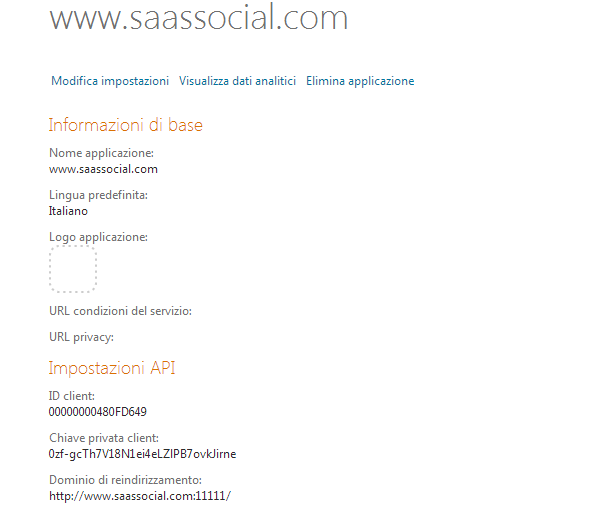 www.saassocial.com
Modifica impostazioni Visualizza dati analitici Elimina applicazione
Informazioni di base
Nome applicazione:
www.saassocial.com
Lingua predefinita:
Italiano
Logo applicazione:
URL condizioni del servizio:
URL privacy:
Impostazioni API
ID client:
00000000480FD649
Chiave privata client:
0zf-gcTh7V18N1ei4eLZIPB7ovkJirne
Dominio di reindirizzamento:
http://www.saassocial.com:11111/